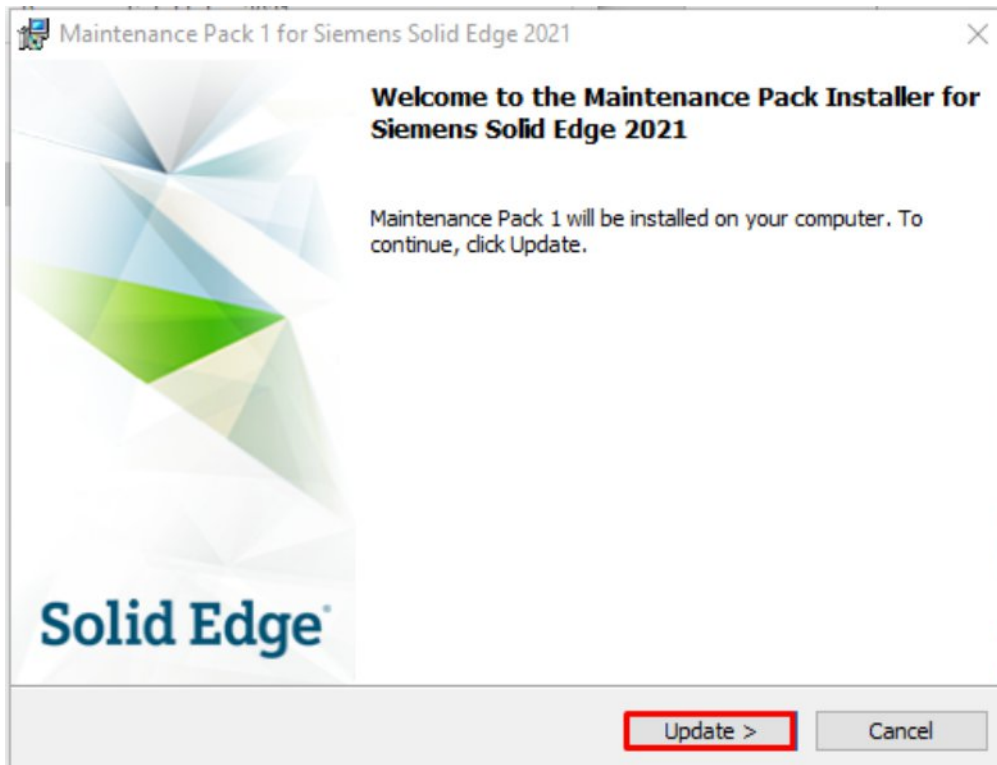 Maintenance Pack 1 for Siemens Solid Edge 2021
Welcome to the Maintenance Pack Installer for
Siemens Solid Edge 2021
Maintenance Pack 1 will be installed on your computer. To
continue, click Update.
Solid Edge
Update >
Cancel